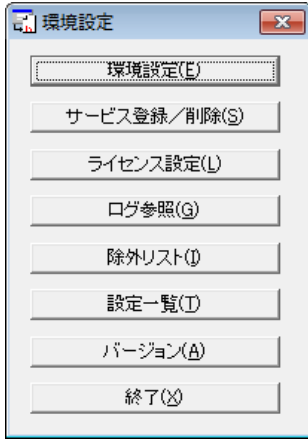 環境設定
環境設定(E)
サービス登録／削除(S)
ライセンス設定(L)
ログ参照(G)
除外リスト(I)
設定一覧(T)
バージョン(A)
終了(X)